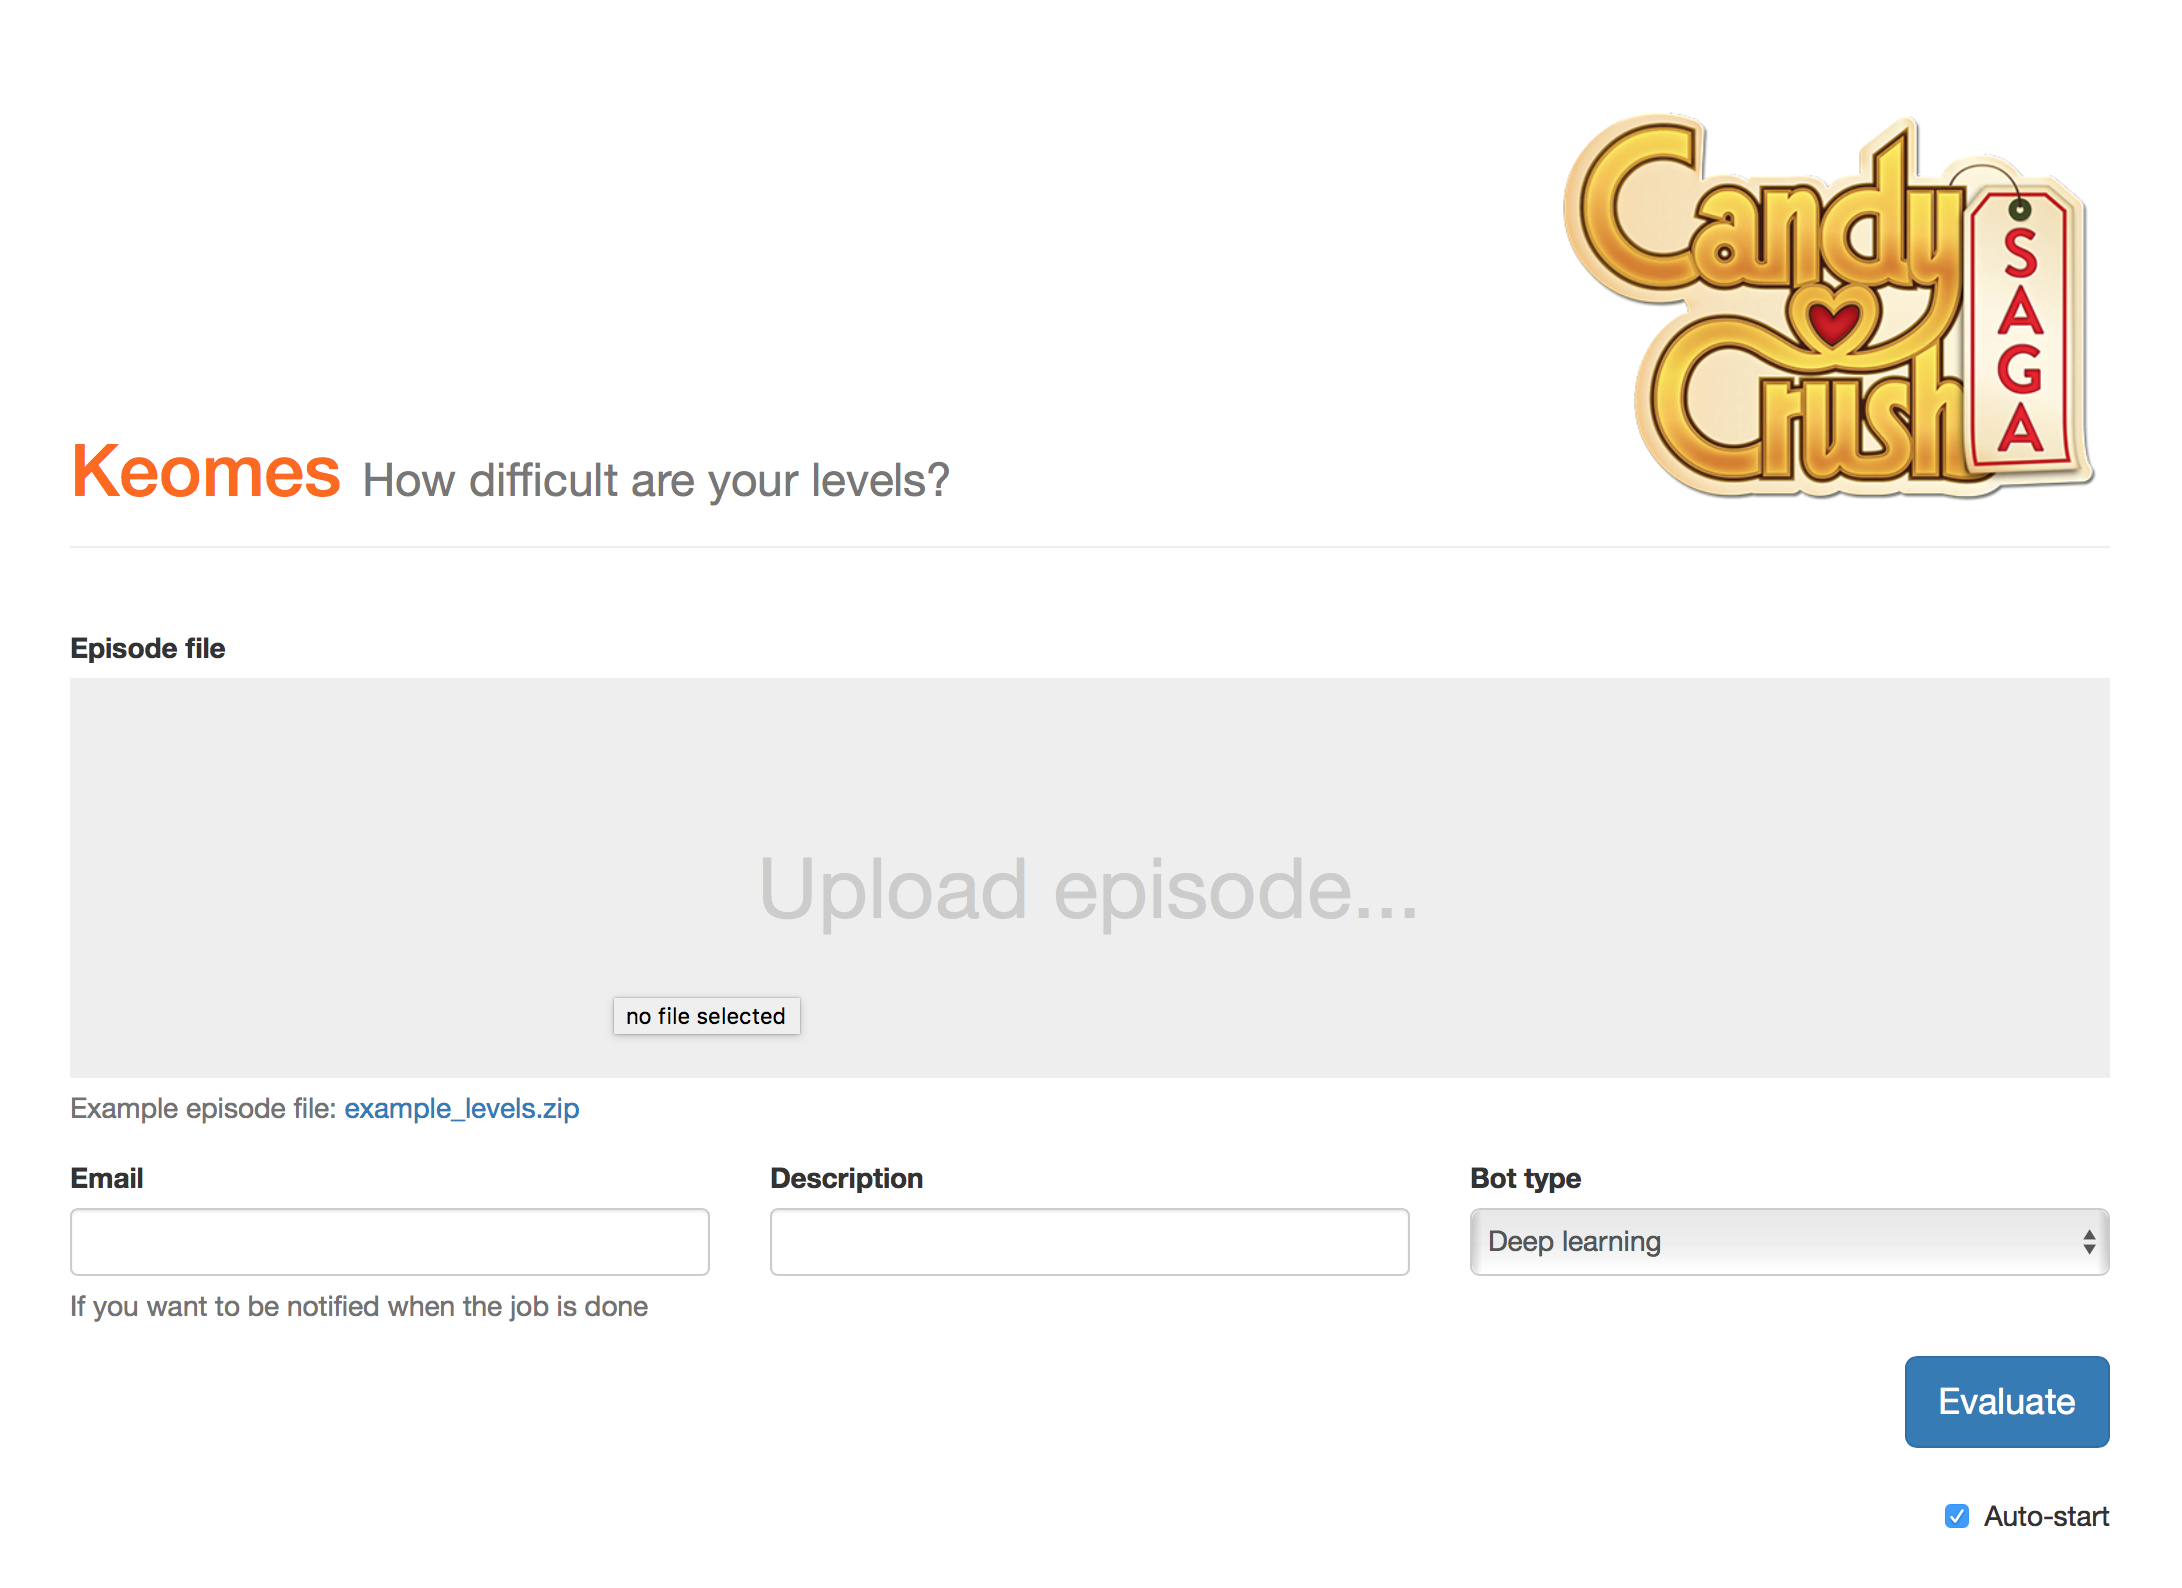 Candy
Crush
SAGA
Keomes How difficult are your levels?
Episode file
Upload episode...
no file selected
Example episode file: example_levels.zip
Email
Description
Bot type
Deep learning
If you want to be notified when the job is done
Evaluate
Auto-start